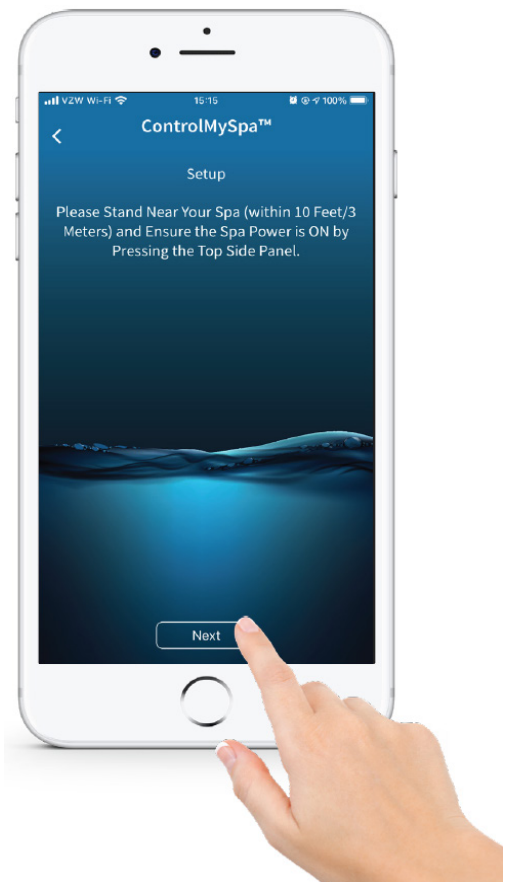 VZW Wi-Fi 15:15 100%
ControlMySpa™
Setup
Please Stand Near Your Spa (within 10 Feet/3
Meters) and Ensure the Spa Power is ON by
Pressing the Top Side Panel.
Next